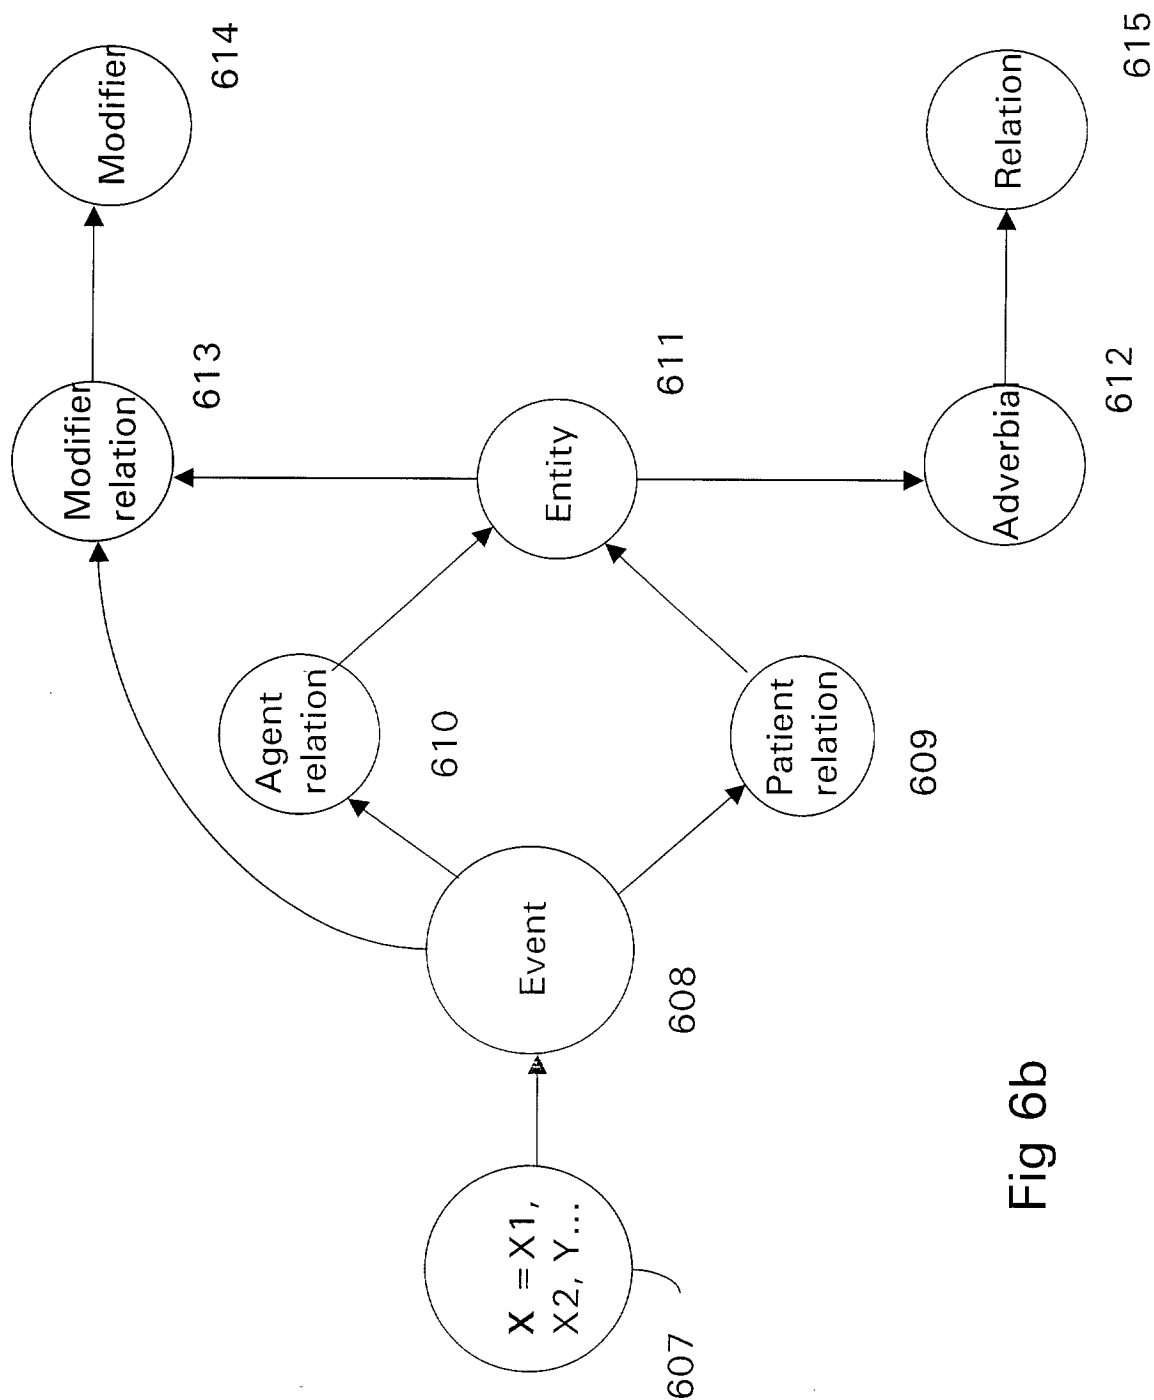 X = X1,
X2, Y...
607
Event
608
Agent
relation
610
Patient
relation
609
Entity
611
Modifier
relation
613
Modifier
614
Adverbial
612
Relation
615
Fig 6b